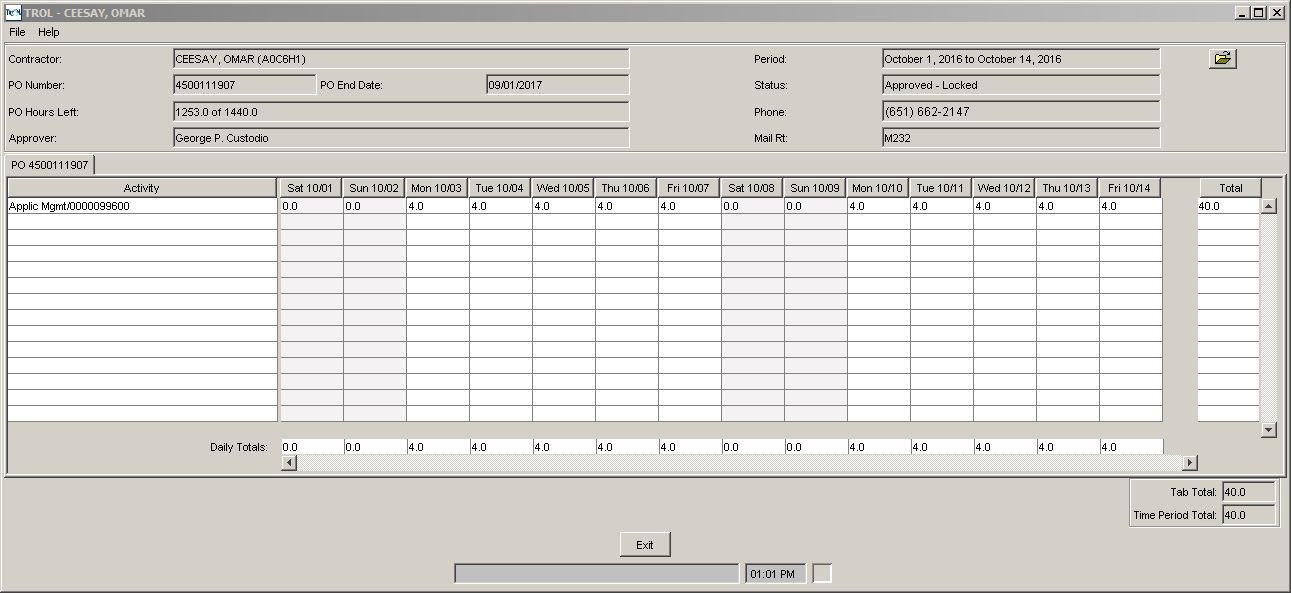 TROL - CEESAY, OMAR
File Help
Contractor: CEESAY, OMAR (A0C6H1) Period: October 1, 2016 to October 14, 2016
PO Number: 4500111907 PO End Date: 09/01/2017 Status: Approved - Locked
PO Hours Left: 1253.0 of 1440.0 Phone: (651) 662-2147
Approver: George P. Custodio Mail Rt: M232
PO 4500111907
Activity Sat 10/01 Sun 10/02 Mon 10/03 Tue 10/04 Wed 10/05 Thu 10/06 Fri 10/07 Sat 10/08 Sun 10/09 Mon 10/10 Tue 10/11 Wed 10/12 Thu 10/13 Fri 10/14 Total
Applic Mgmt/0000099600 0.0 0.0 4.0 4.0 4.0 4.0 4.0 0.0 0.0 4.0 4.0 4.0 4.0 4.0 40.0
Daily Totals: 0.0 0.0 4.0 4.0 4.0 4.0 4.0 0.0 0.0 4.0 4.0 4.0 4.0 4.0
Tab Total: 40.0
Time Period Total: 40.0
Exit
01:01 PM